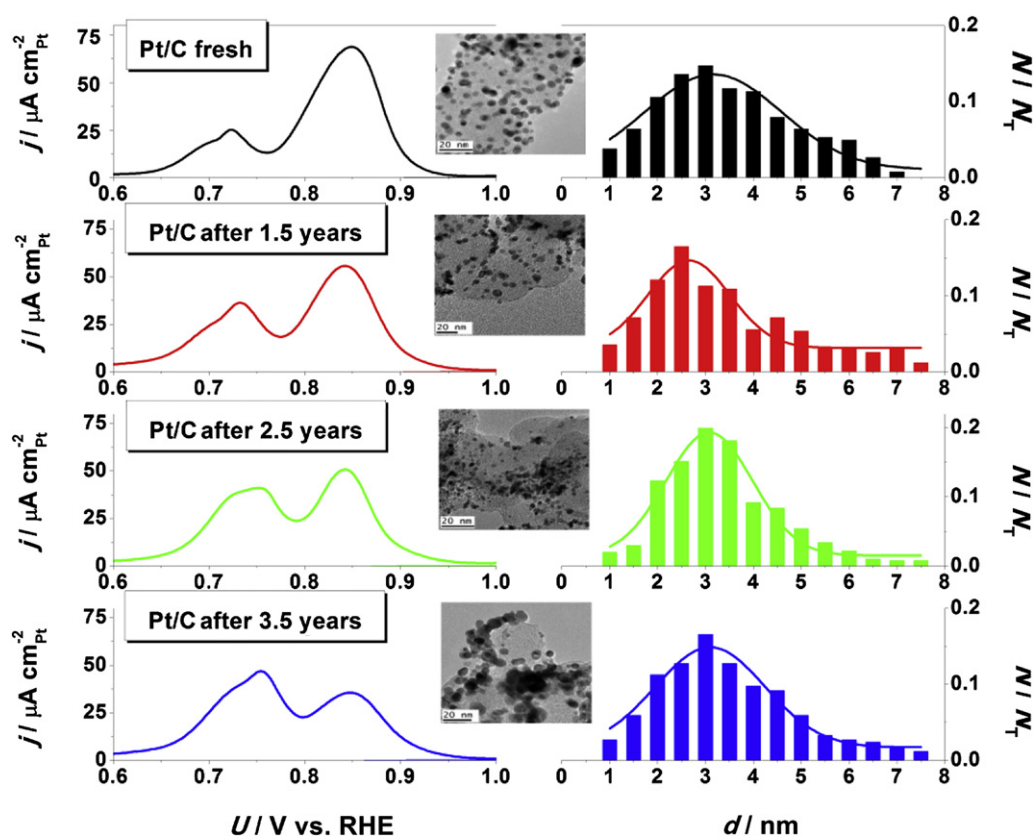 Pt/C fresh
j / μA cm⁻²Pt
75
50
25
0
0.6 0.7 0.8 0.9 1.0
20 nm
0 1 2 3 4 5 6 7 8
0.2
0.1
0.0
N / N_T
Pt/C after 1.5 years
j / μA cm⁻²Pt
75
50
25
0
0.6 0.7 0.8 0.9 1.0
20 nm
0 1 2 3 4 5 6 7 8
0.2
0.1
0.0
N / N_T
Pt/C after 2.5 years
j / μA cm⁻²Pt
75
50
25
0
0.6 0.7 0.8 0.9 1.0
20 nm
0 1 2 3 4 5 6 7 8
0.2
0.1
0.0
N / N_T
Pt/C after 3.5 years
j / μA cm⁻²Pt
75
50
25
0
0.6 0.7 0.8 0.9 1.0
20 nm
0 1 2 3 4 5 6 7 8
0.2
0.1
0.0
N / N_T
U / V vs. RHE
d / nm